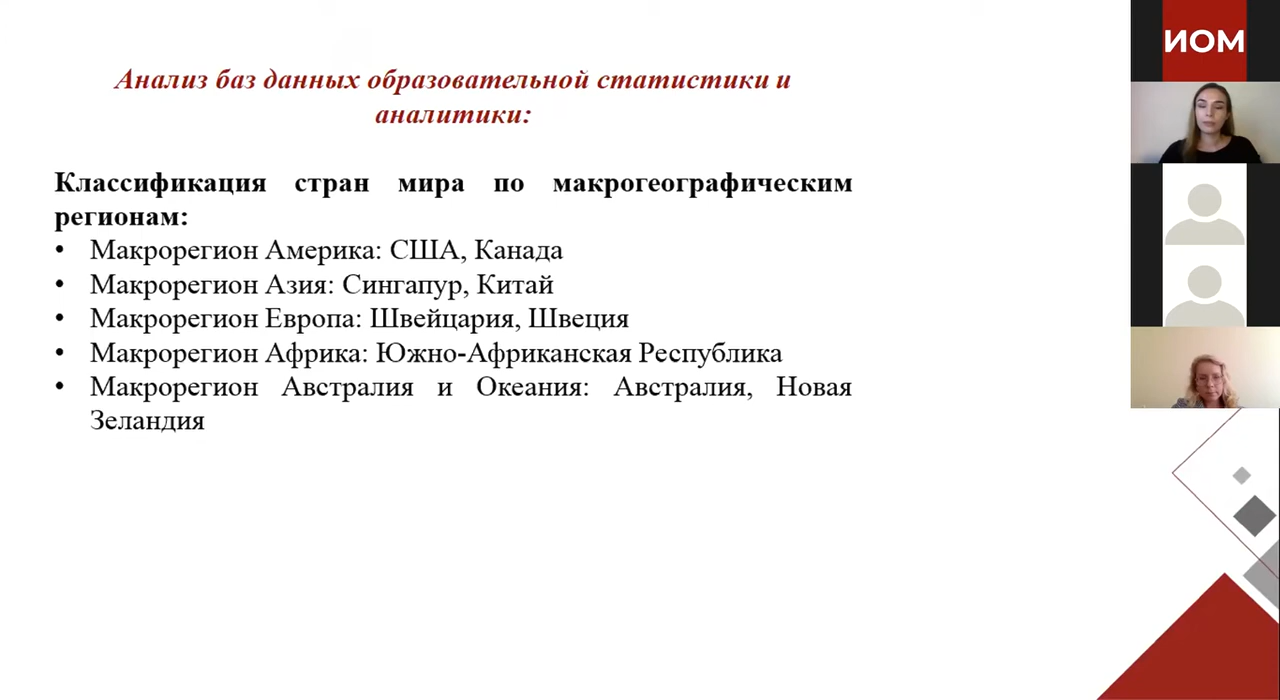 Анализ баз данных образовательной статистики и
аналитики:
Классификация стран мира по макрогеографическим
регионам:
• Макрорегион Америка: США, Канада
• Макрорегион Азия: Сингапур, Китай
• Макрорегион Европа: Швейцария, Швеция
• Макрорегион Африка: Южно-Африканская Республика
• Макрорегион Австралия и Океания: Австралия, Новая
Зеландия
ИОМ